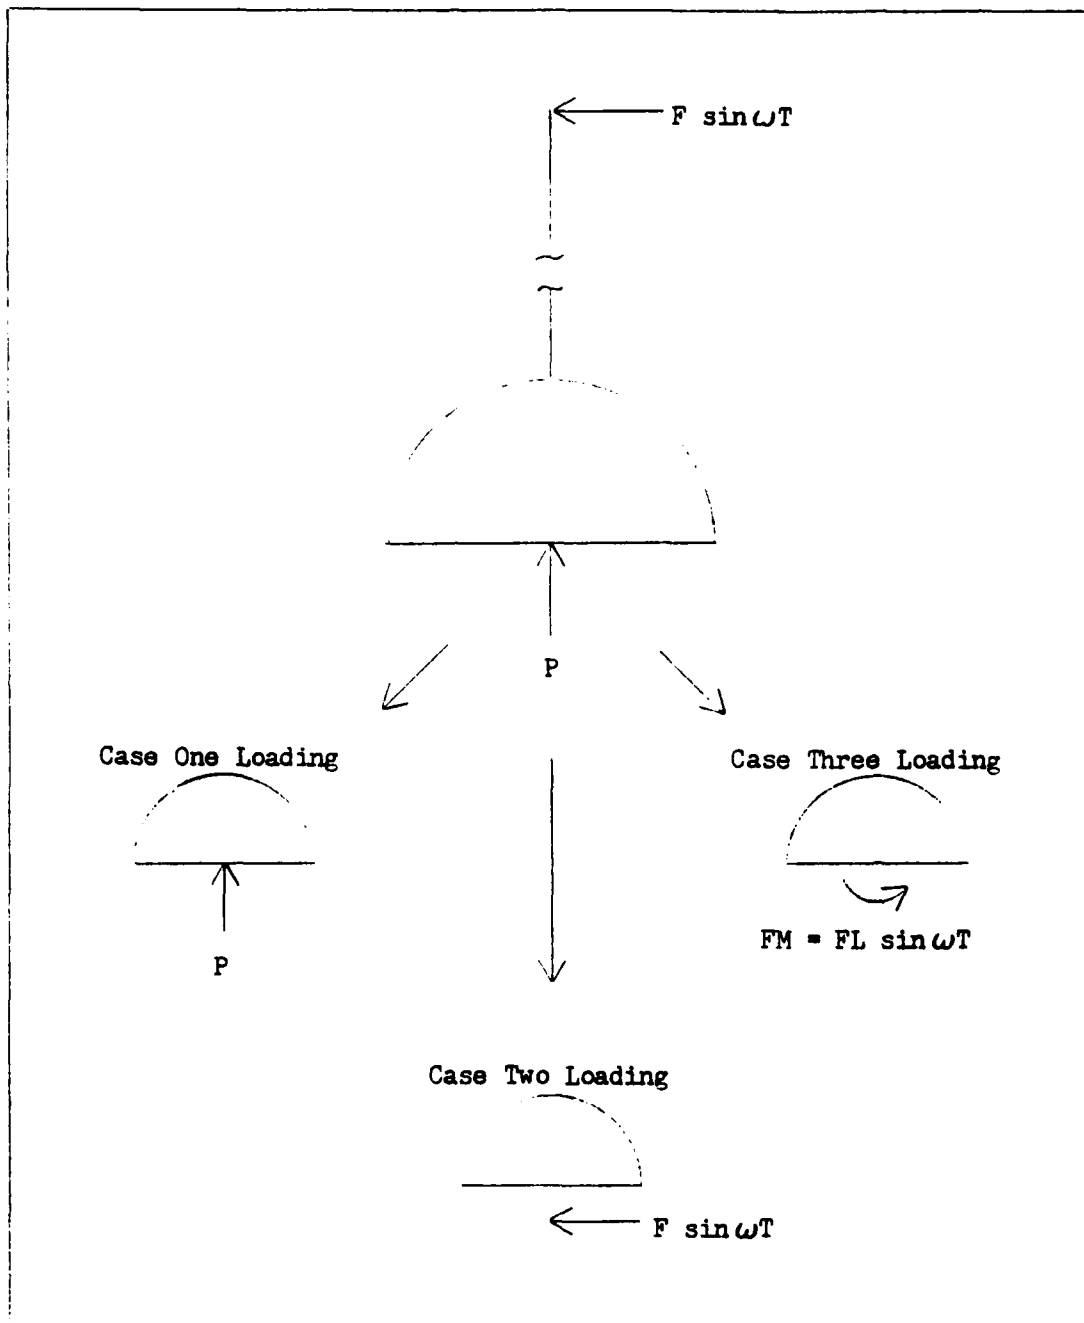 F sin ωT
P
Case One Loading
P
Case Three Loading
FM = FL sin ωT
Case Two Loading
F sin ωT